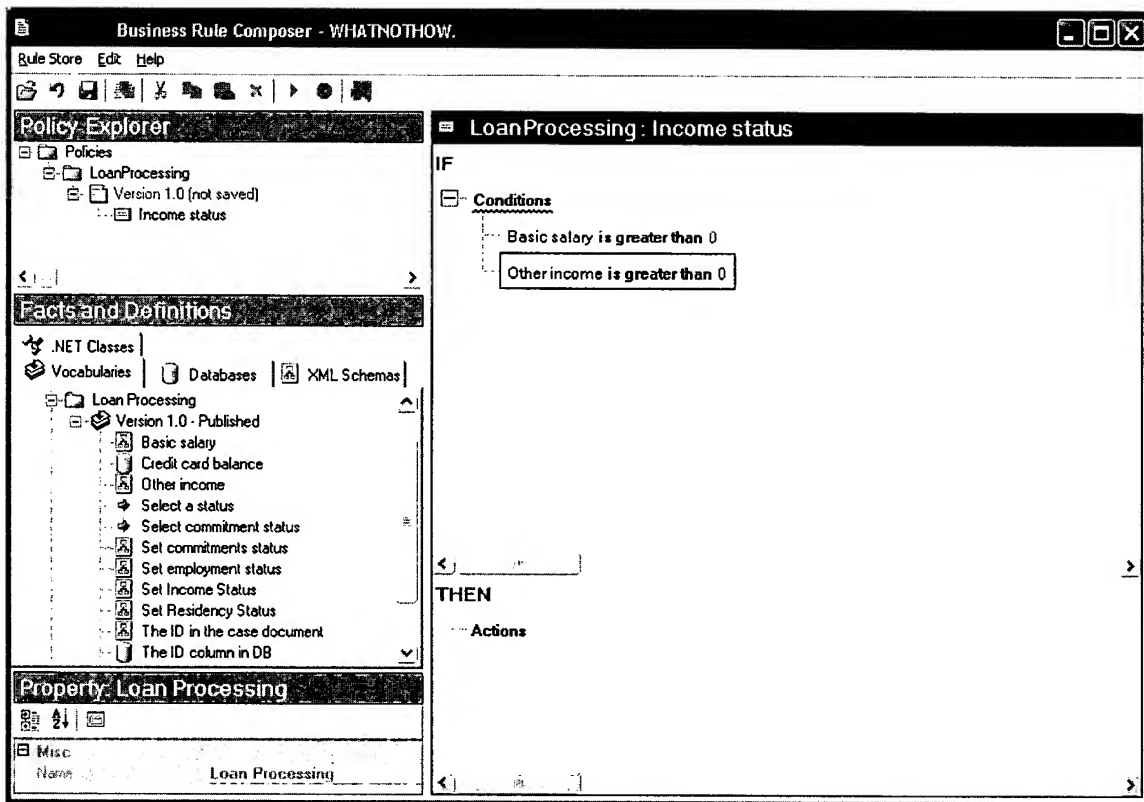 Business Rule Composer - WHATNOTHOW.
Rule Store Edit Help
Policy Explorer
Policies
LoanProcessing
Version 1.0 (not saved)
Income status
Facts and Definitions
.NET Classes
Vocabularies Databases XML Schemas
Loan Processing
Version 1.0 - Published
Basic salary
Credit card balance
Other income
Select a status
Select commitment status
Set commitments status
Set employment status
Set Income Status
Set Residency Status
The ID in the case document
The ID column in DB
Property: Loan Processing
Misc
Name Loan Processing
LoanProcessing : Income status
IF
Conditions
Basic salary is greater than 0
Other income is greater than 0
THEN
Actions